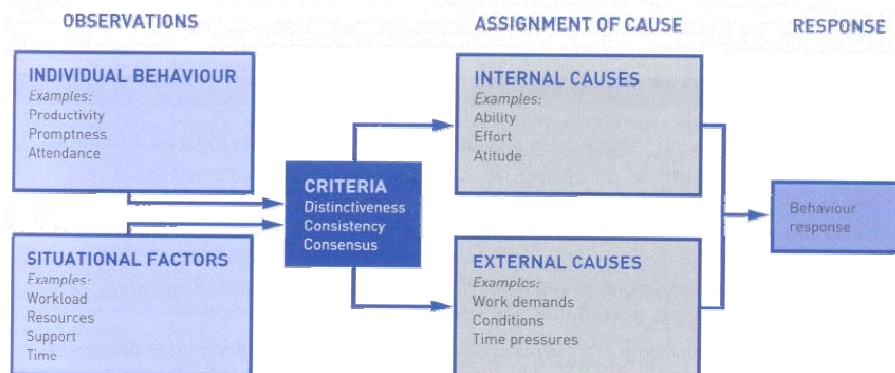 OBSERVATIONS
ASSIGNMENT OF CAUSE
RESPONSE
INDIVIDUAL BEHAVIOUR
Examples:
Productivity
Promptness
Attendance
SITUATIONAL FACTORS
Examples:
Workload
Resources
Support
Time
CRITERIA
Distinctiveness
Consistency
Consensus
INTERNAL CAUSES
Examples:
Ability
Effort
Atitude
EXTERNAL CAUSES
Examples:
Work demands
Conditions
Time pressures
Behaviour
response